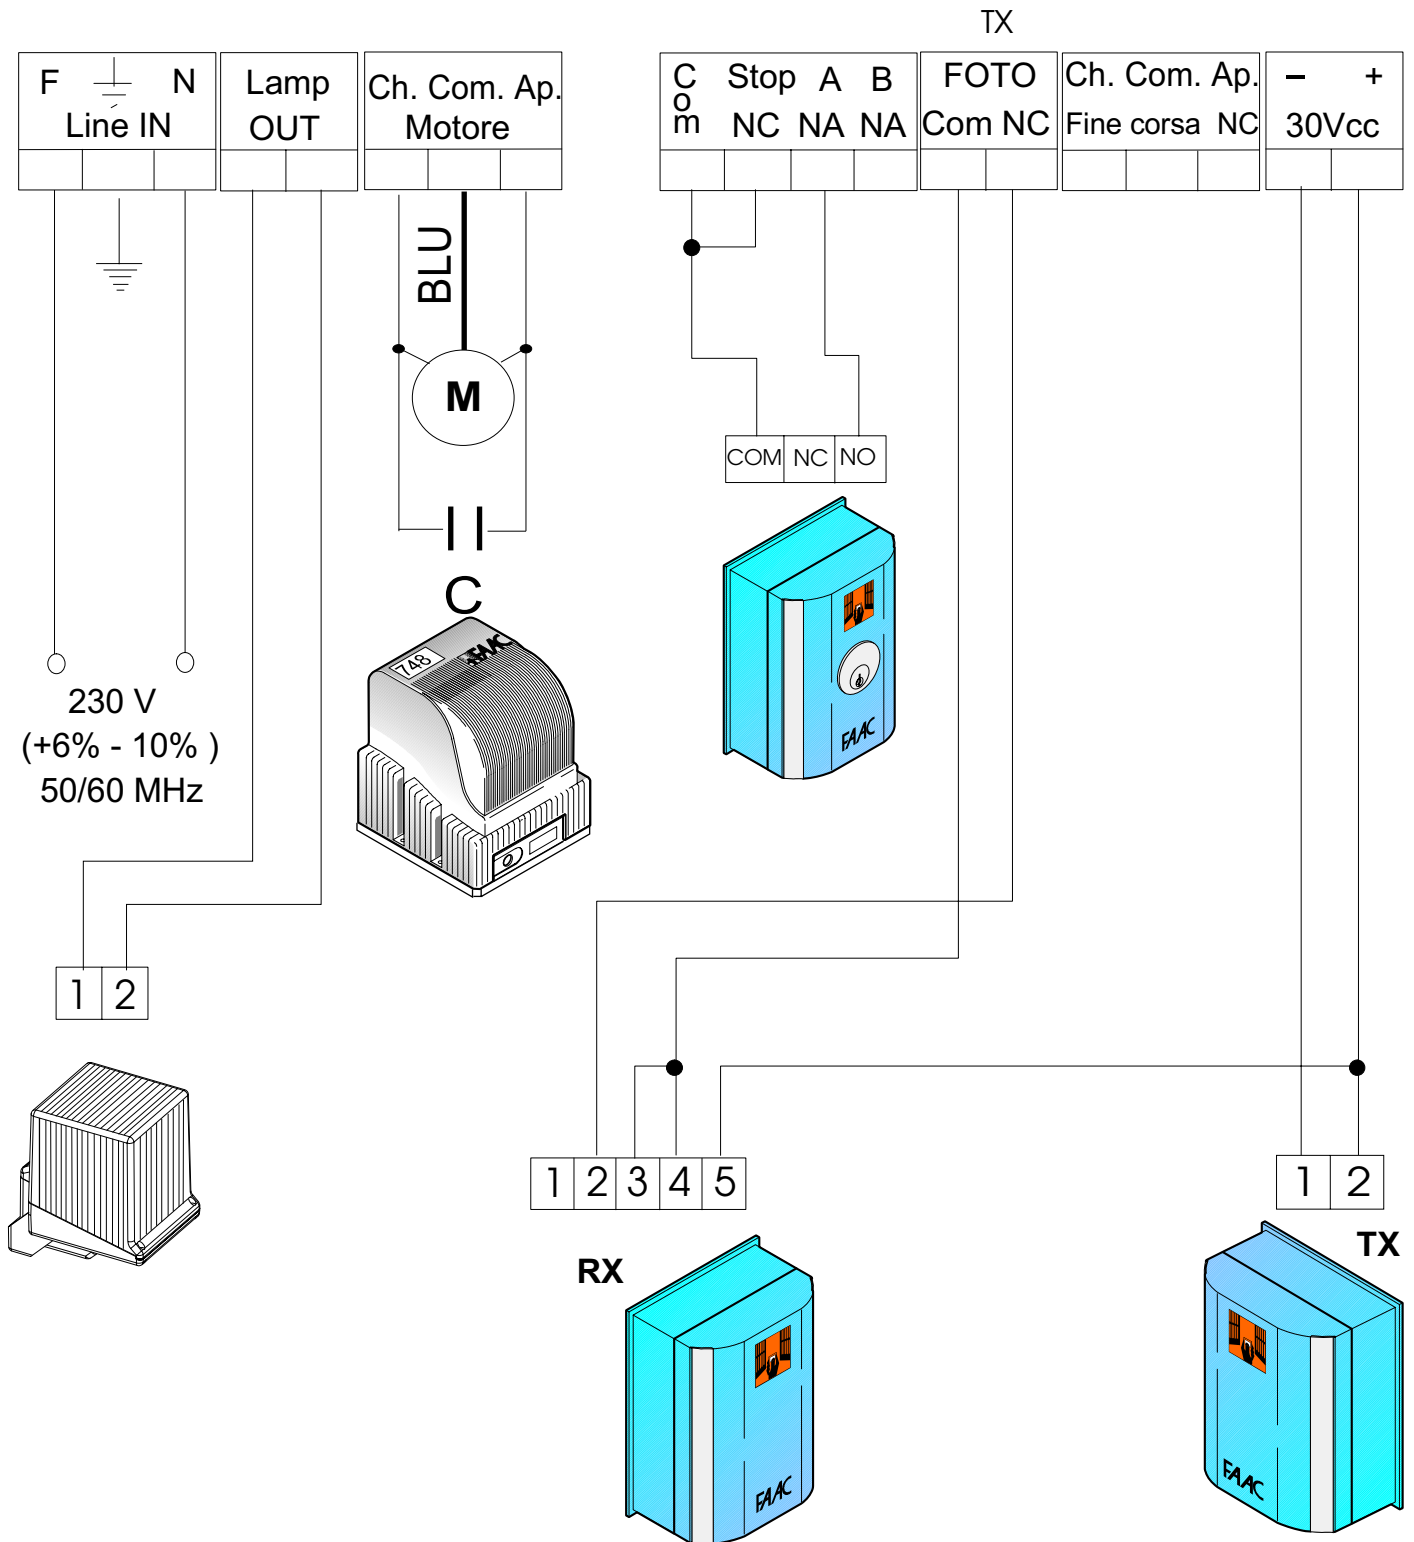 TX
F N
Line IN
Lamp
OUT
Ch. Com. Ap.
Motore
Com
Stop A B
NC NA NA
FOTO
Com NC
Ch. Com. Ap.
Fine corsa NC
– +
30Vcc
BLU
M
COM NC NO
C
748
FAAC
FAAC
230 V
(+6% - 10% )
50/60 MHz
1 2
1 2 3 4 5
1 2
RX
TX
FAAC
FAAC